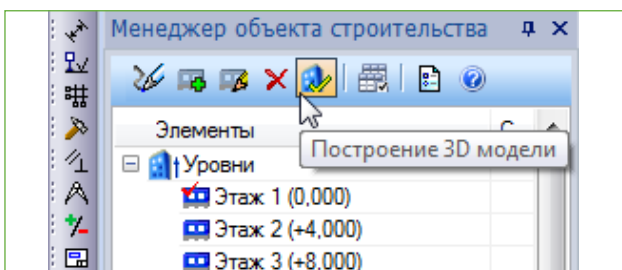 Менеджер объекта строительства
Элементы
С
Построение 3D модели
Уровни
Этаж 1 (0,000)
Этаж 2 (+4,000)
Этаж 3 (+8,000)